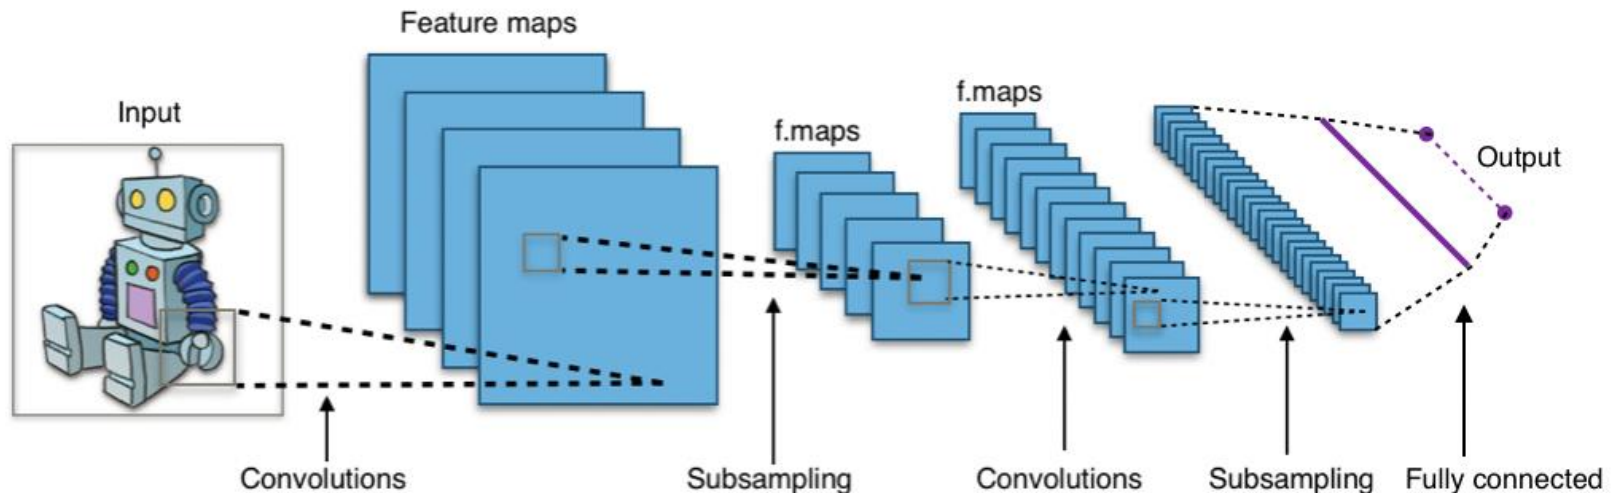 Feature maps
Input
f.maps
f.maps
Output
Convolutions
Subsampling
Convolutions
Subsampling
Fully connected